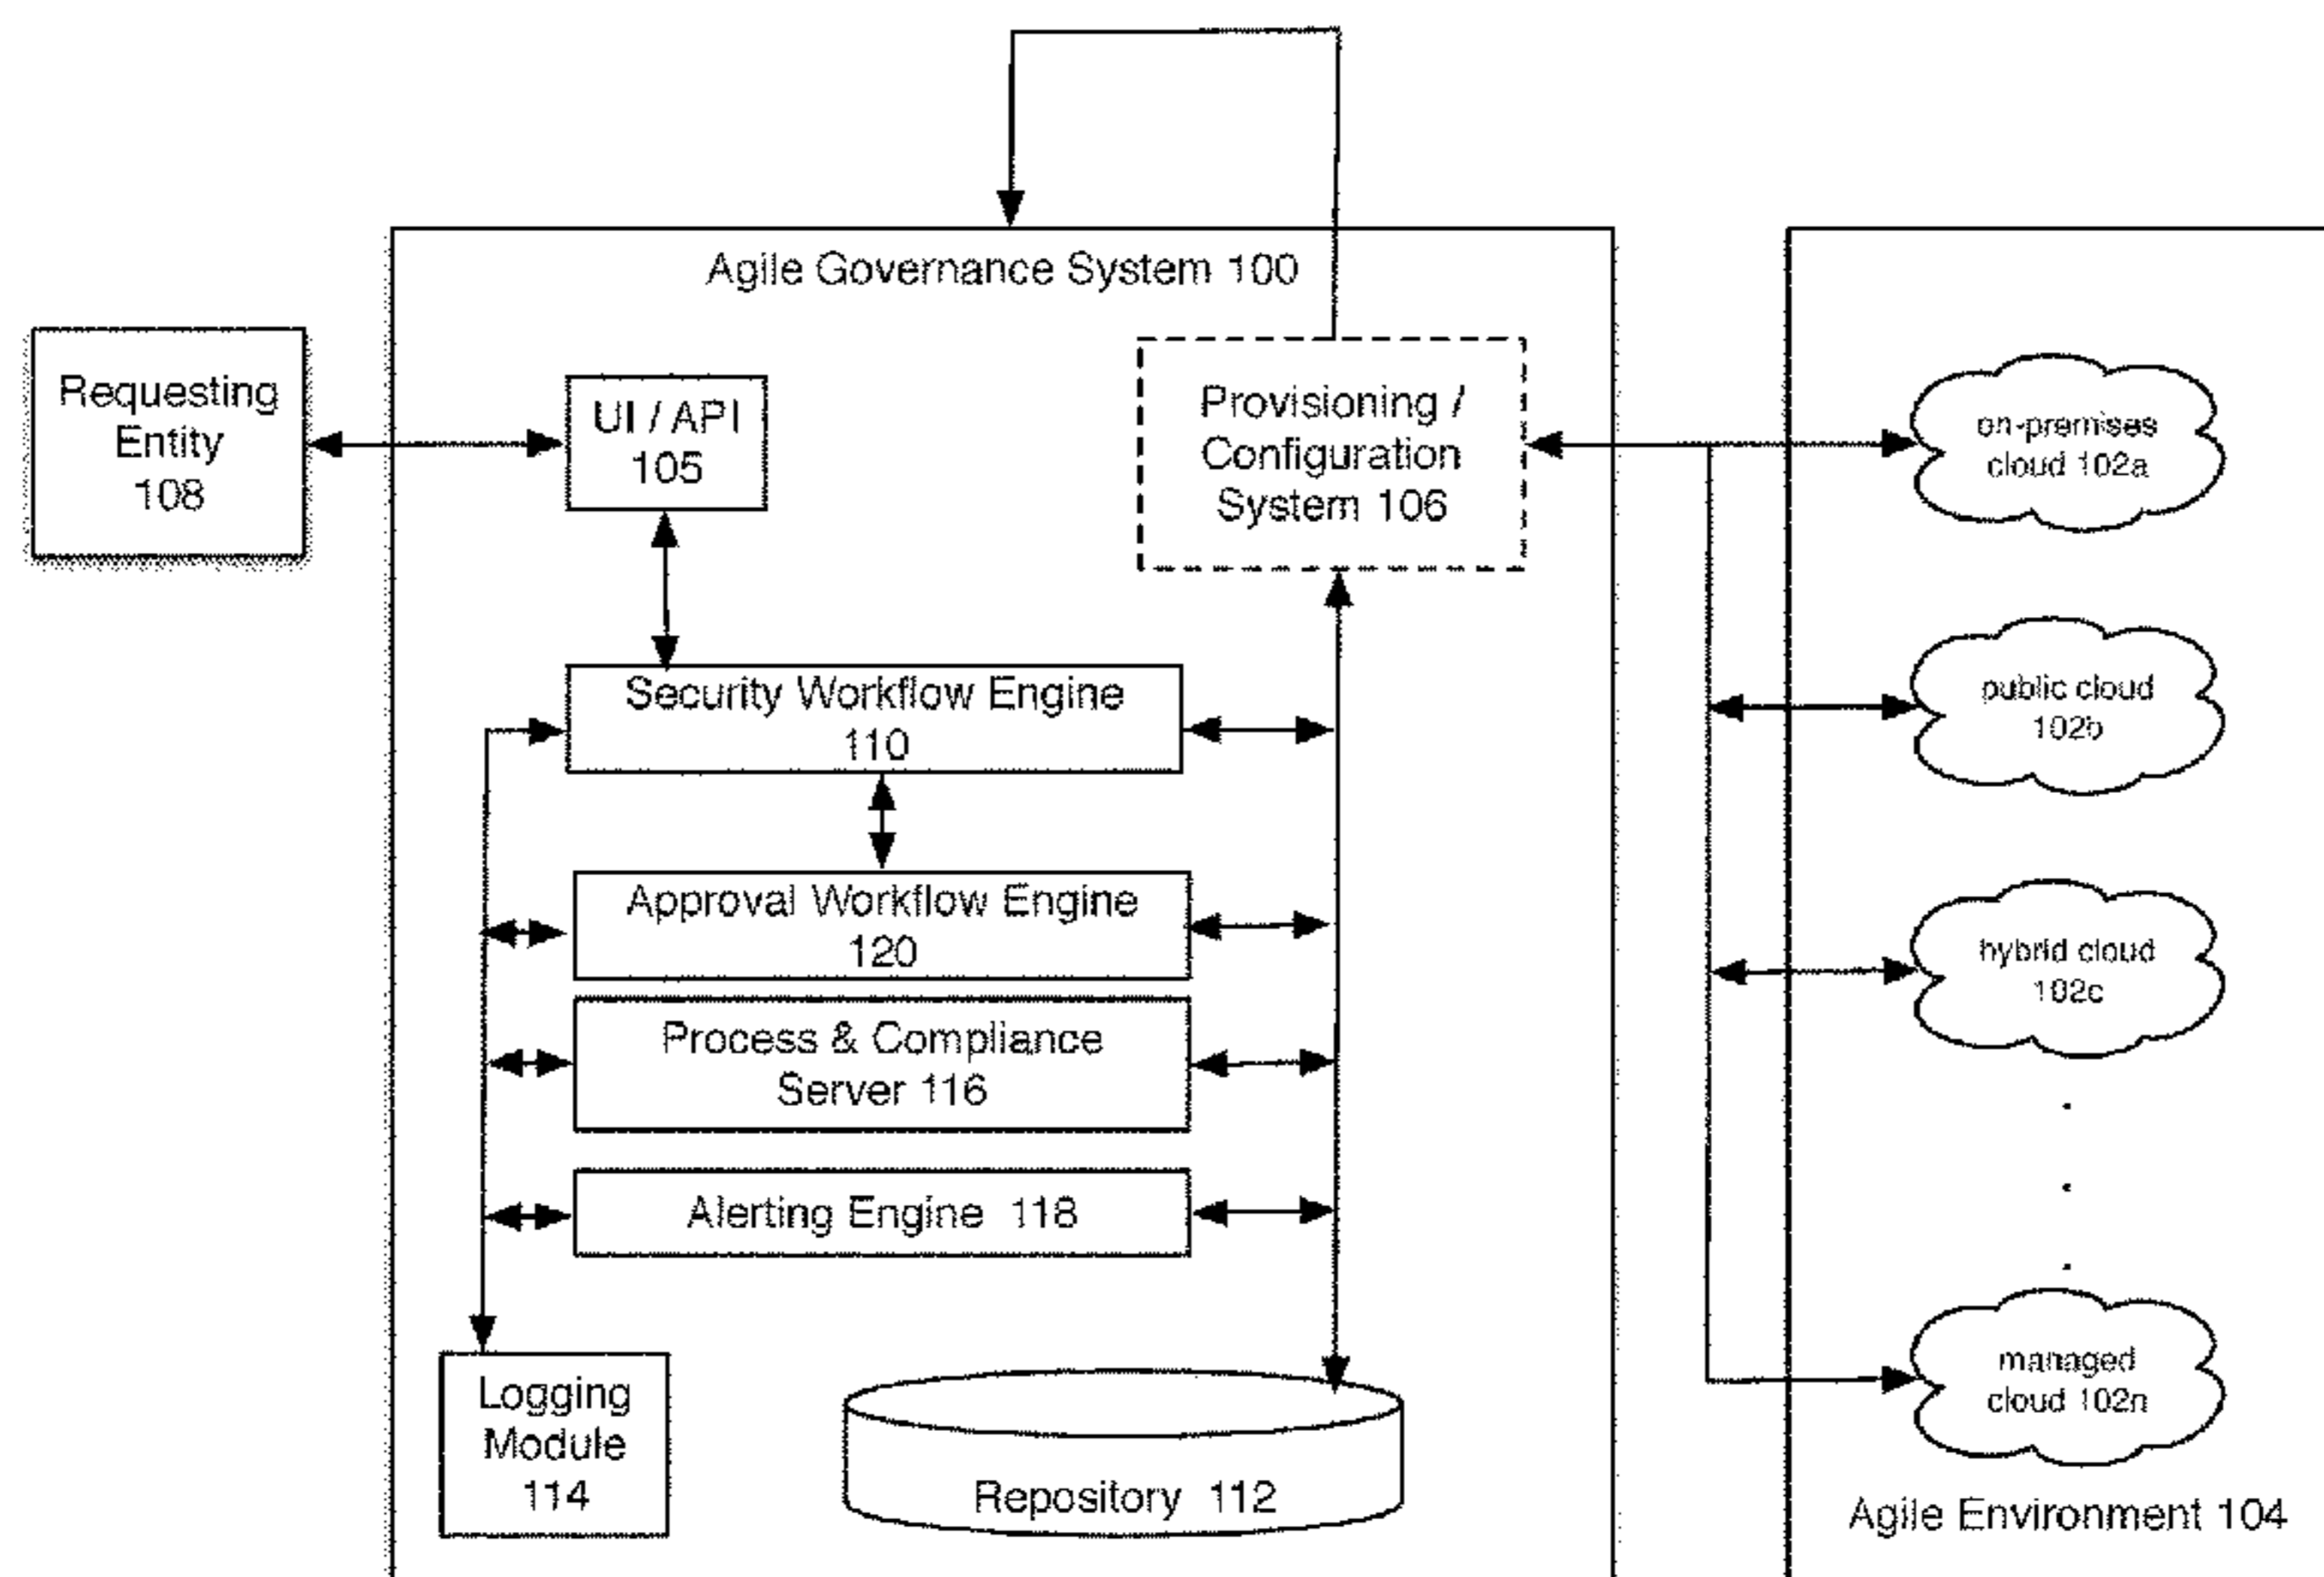 Agile Governance System 100
Requesting
Entity
108
UI / API
105
Provisioning /
Configuration
System 106
Security Workflow Engine
110
Approval Workflow Engine
120
Process & Compliance
Server 116
Alerting Engine 118
Logging
Module
114
Repository 112
on-premises
cloud 102a
public cloud
102b
hybrid cloud
102c
managed
cloud 102n
Agile Environment 104